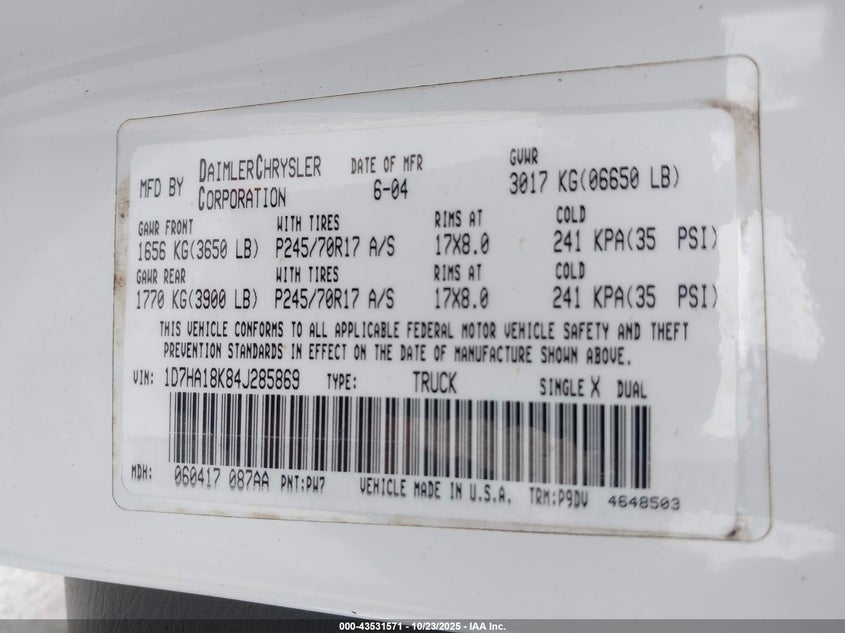 MFD BY DAIMLERCHRYSLER CORPORATION DATE OF MFR 6-04 GVWR 3017 KG(06650 LB)
GAWR FRONT WITH TIRES RIMS AT COLD
1656 KG(3650 LB) P245/70R17 A/S 17X8.0 241 KPA(35 PSI)
GAWR REAR WITH TIRES RIMS AT COLD
1770 KG(3900 LB) P245/70R17 A/S 17X8.0 241 KPA(35 PSI)
THIS VEHICLE CONFORMS TO ALL APPLICABLE FEDERAL MOTOR VEHICLE SAFETY AND THEFT
PREVENTION STANDARDS IN EFFECT ON THE DATE OF MANUFACTURE SHOWN ABOVE.
VIN: 1D7HA18K84J285869 TYPE: TRUCK SINGLE X DUAL
MDH: 060417 087AA PNT:PW7 VEHICLE MADE IN U.S.A. TRM:P9DV 4648503
000-43531571 - 10/23/2025 - IAA Inc.